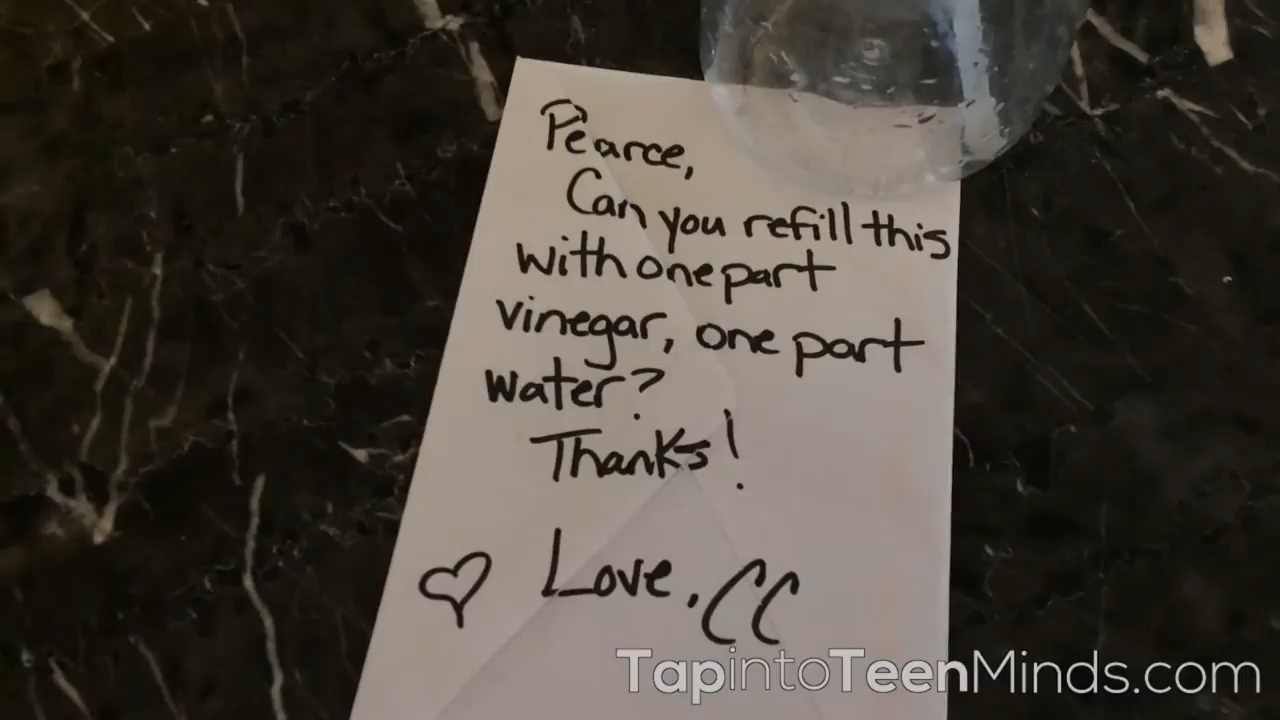 Pearce,
Can you refill this
with one part
vinegar, one part
water?
Thanks!
♡ Love, CC
TapintoTeenMinds.com